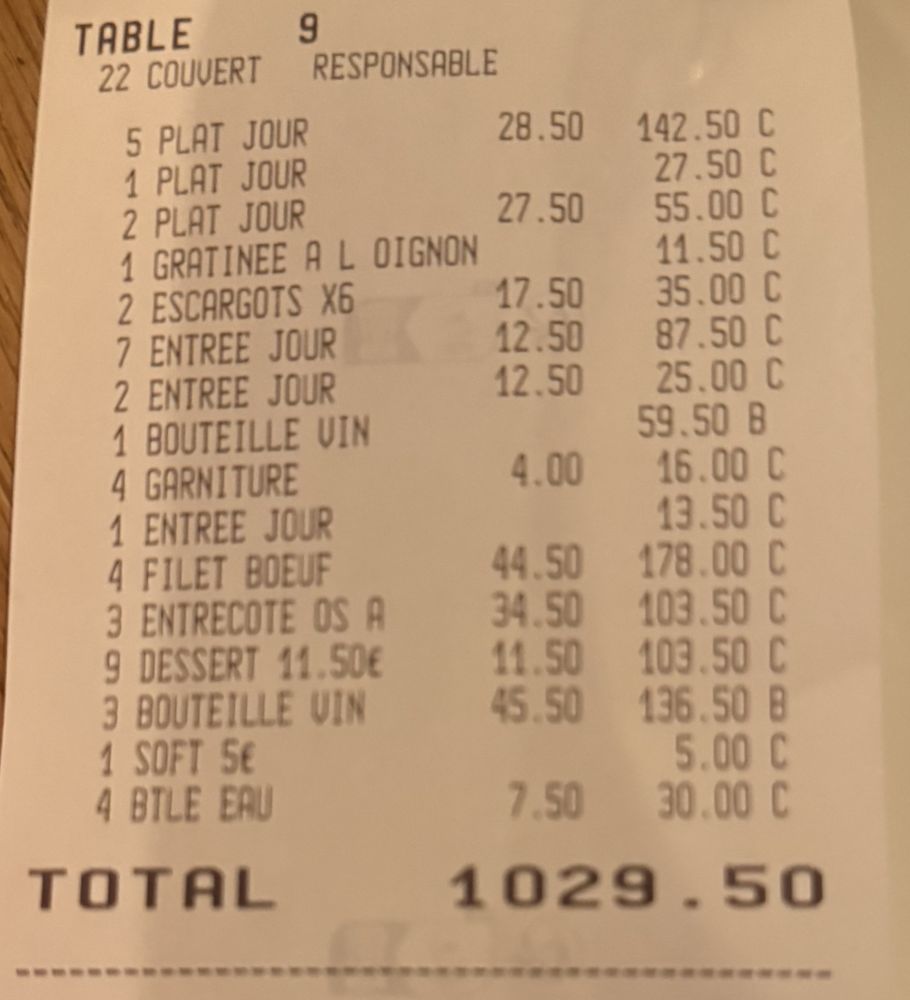 TABLE 9
22 COUVERT RESPONSABLE
5 PLAT JOUR 28.50 142.50 C
1 PLAT JOUR 27.50 C
2 PLAT JOUR 27.50 55.00 C
1 GRATINEE A L OIGNON 11.50 C
2 ESCARGOTS X6 17.50 35.00 C
7 ENTREE JOUR 12.50 87.50 C
2 ENTREE JOUR 12.50 25.00 C
1 BOUTEILLE VIN 59.50 B
4 GARNITURE 4.00 16.00 C
1 ENTREE JOUR 13.50 C
4 FILET BOEUF 44.50 178.00 C
3 ENTRECOTE OS A 34.50 103.50 C
9 DESSERT 11.50€ 11.50 103.50 C
3 BOUTEILLE VIN 45.50 136.50 B
1 SOFT 5€ 5.00 C
4 BTLE EAU 7.50 30.00 C
TOTAL 1029.50